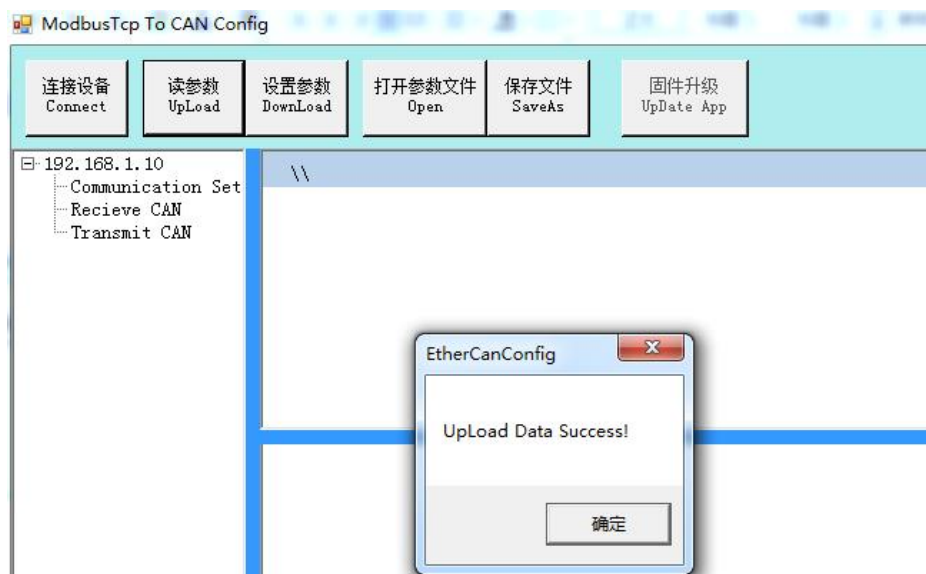 ModbusTcp To CAN Config
连接设备
Connect
读参数
UpLoad
设置参数
DownLoad
打开参数文件
Open
保存文件
SaveAs
固件升级
UpDate App
192.168.1.10
Communication Set
Recieve CAN
Transmit CAN
\\
EtherCanConfig
UpLoad Data Success!
确定